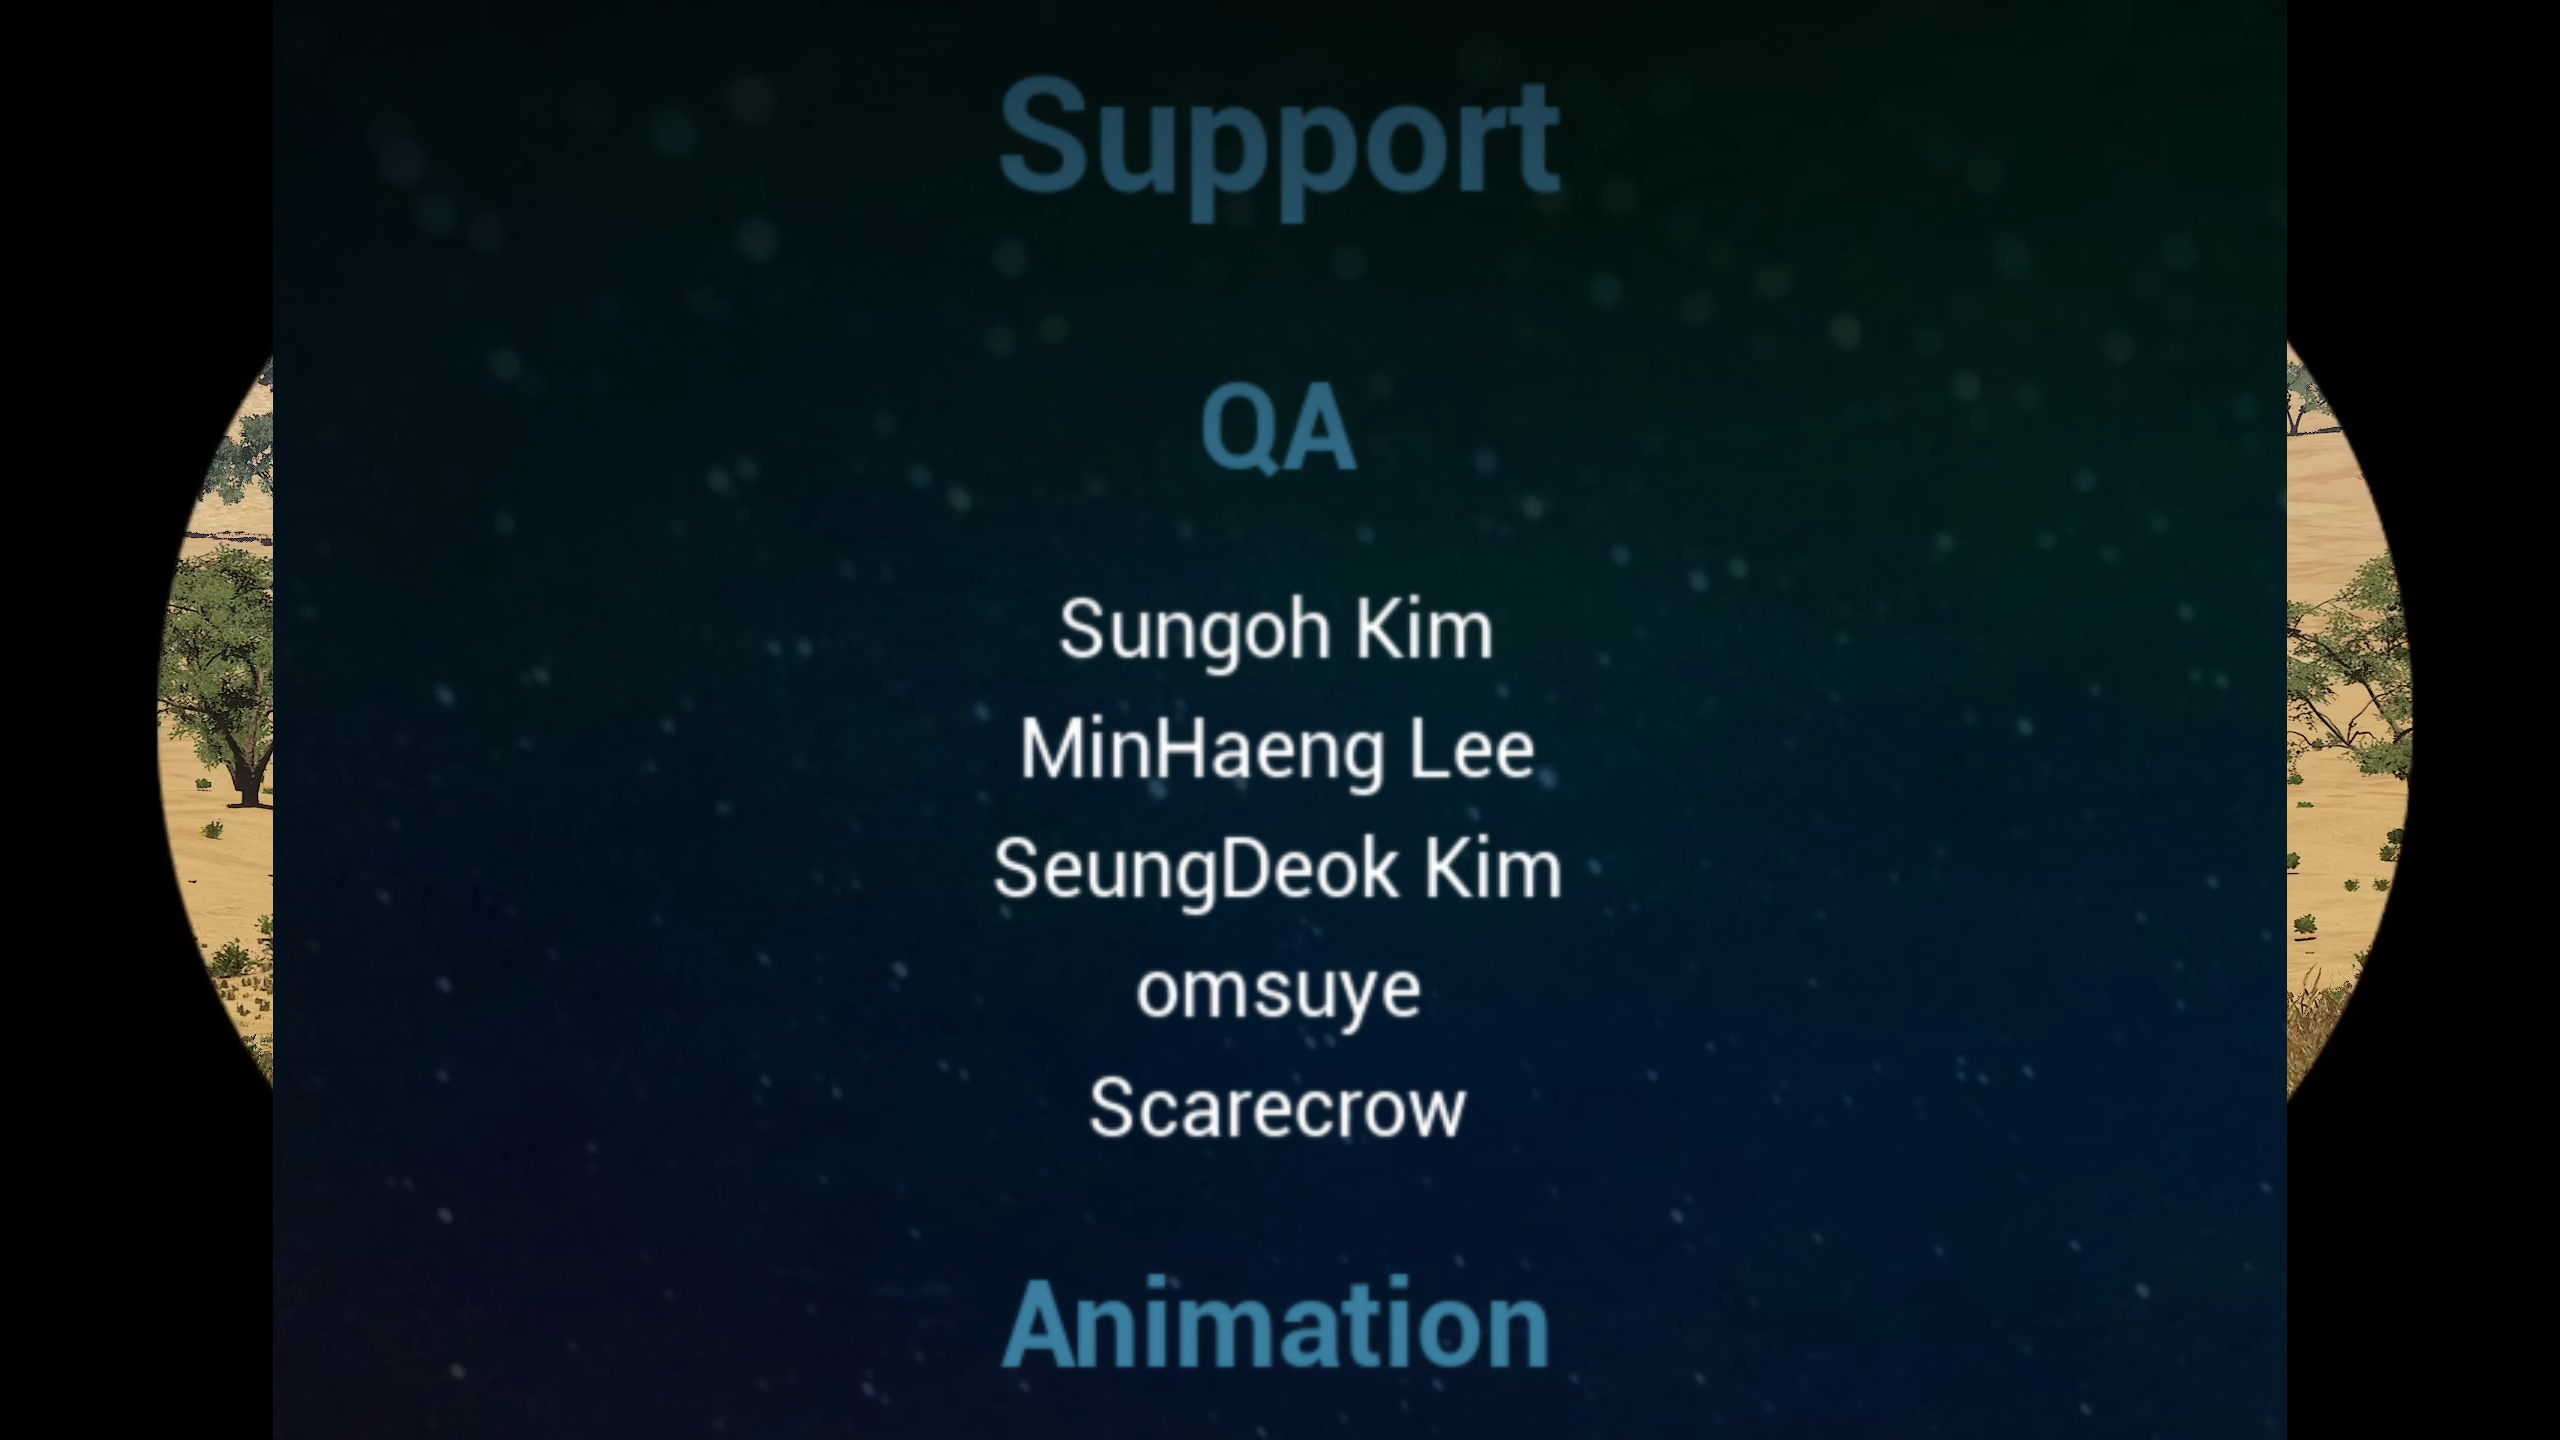 Support
QA
Sungoh Kim
MinHaeng Lee
SeungDeok Kim
omsuye
Scarecrow
Animation